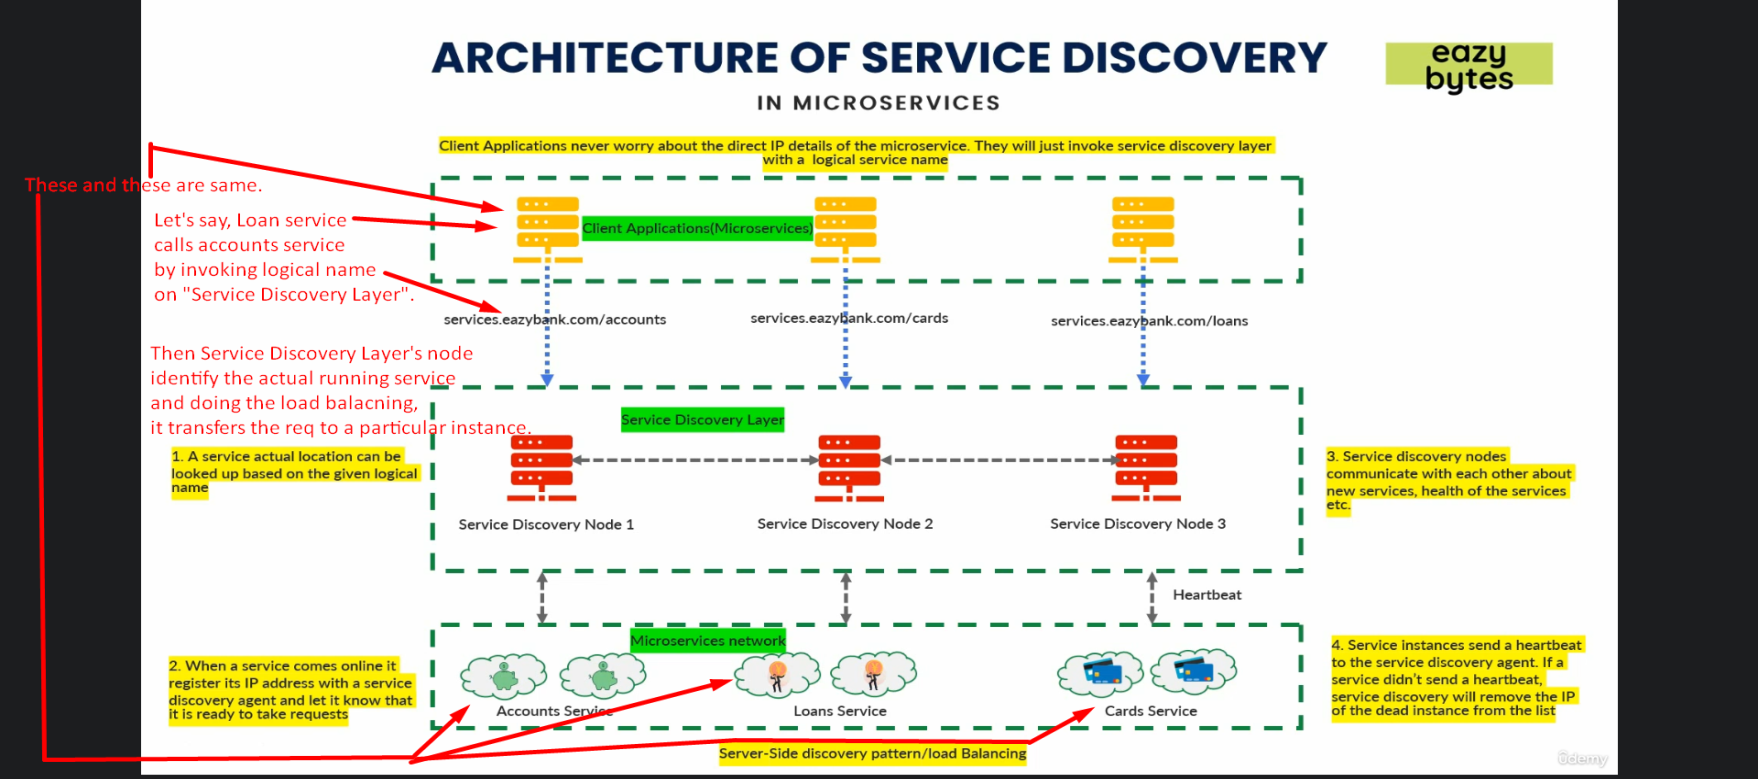 ARCHITECTURE OF SERVICE DISCOVERY
IN MICROSERVICES
eazy
bytes
Client Applications never worry about the direct IP details of the microservice. They will just invoke service discovery layer
with a logical service name
These and these are same.
Let's say, Loan service
calls accounts service
by invoking logical name
on "Service Discovery Layer".
Client Applications(Microservices)
services.eazybank.com/accounts
services.eazybank.com/cards
services.eazybank.com/loans
Then Service Discovery Layer's node
identify the actual running service
and doing the load balacning,
it transfers the req to a particular instance.
Service Discovery Layer
1. A service actual location can be
looked up based on the given logical
name
Service Discovery Node 1
Service Discovery Node 2
Service Discovery Node 3
3. Service discovery nodes
communicate with each other about
new services, health of the services
etc.
Heartbeat
Microservices network
2. When a service comes online it
register its IP address with a service
discovery agent and let it know that
it is ready to take requests
Accounts Service
Loans Service
Cards Service
4. Service instances send a heartbeat
to the service discovery agent. If a
service didn't send a heartbeat,
service discovery will remove the IP
of the dead instance from the list
Server-Side discovery pattern/load Balancing
ûdemy